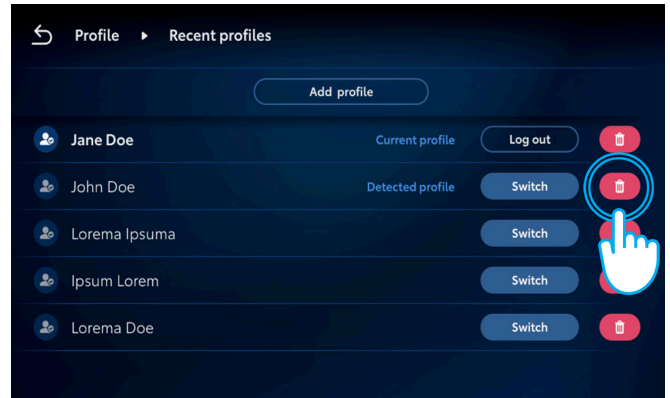 Profile ▸ Recent profiles
Add profile
Jane Doe Current profile Log out
John Doe Detected profile Switch
Lorema Ipsuma Switch
Ipsum Lorem Switch
Lorema Doe Switch